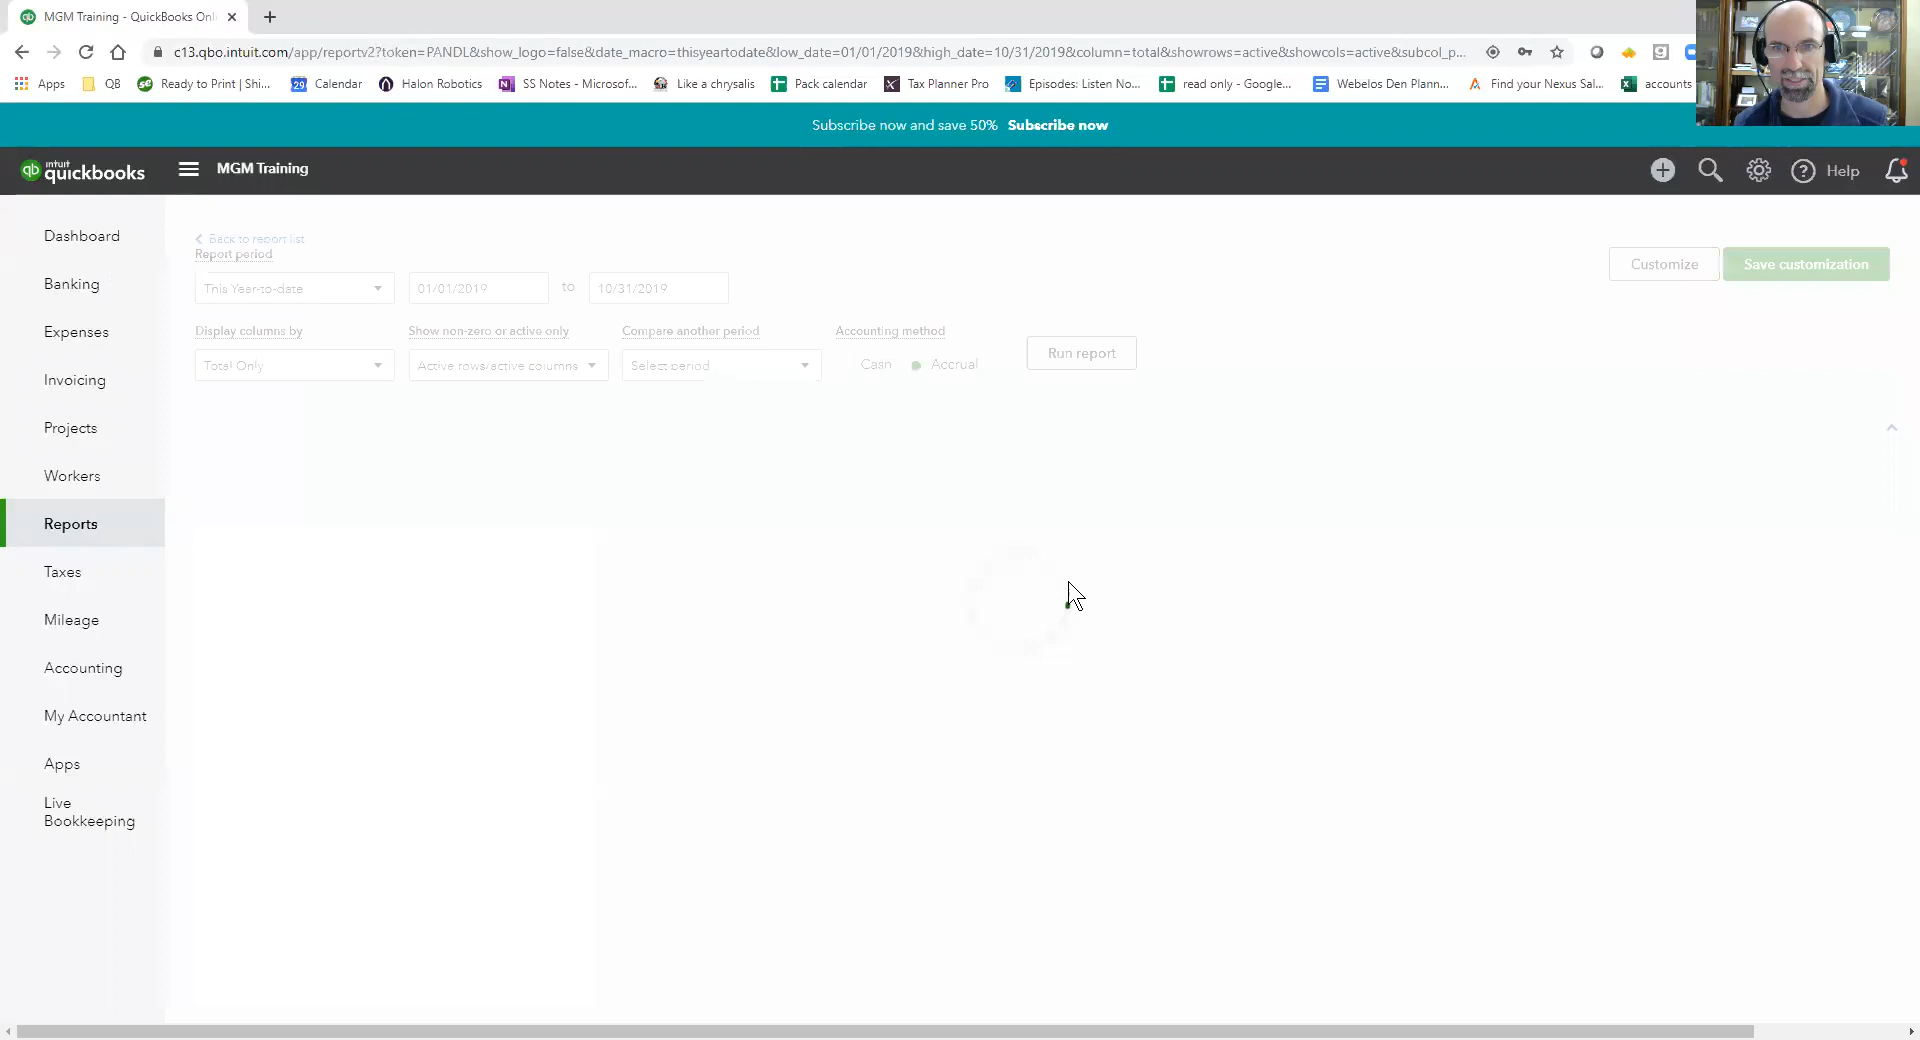 MGM Training - QuickBooks Onl
c13.qbo.intuit.com/app/reportv2?token=PANDL&show_logo=false&date_macro=thisyeartodate&low_date=01/01/2019&high_date=10/31/2019&column=total&showrows=active&showcols=active&subcol_p...
Apps QB Ready to Print | Shi... Calendar Halon Robotics SS Notes - Microsof... Like a chrysalis Pack calendar Tax Planner Pro Episodes: Listen No... read only - Google... Webelos Den Plann... Find your Nexus Sal... accounts
Subscribe now and save 50% Subscribe now
intuit quickbooks MGM Training Help
Dashboard
Banking
Expenses
Invoicing
Projects
Workers
Reports
Taxes
Mileage
Accounting
My Accountant
Apps
Live
Bookkeeping
Back to report list
Report period
This Year-to-date 01/01/2019 to 10/31/2019
Customize Save customization
Display columns by Show non-zero or active only Compare another period Accounting method
Total Only Active rows/active columns Select period Cash Accrual
Run report